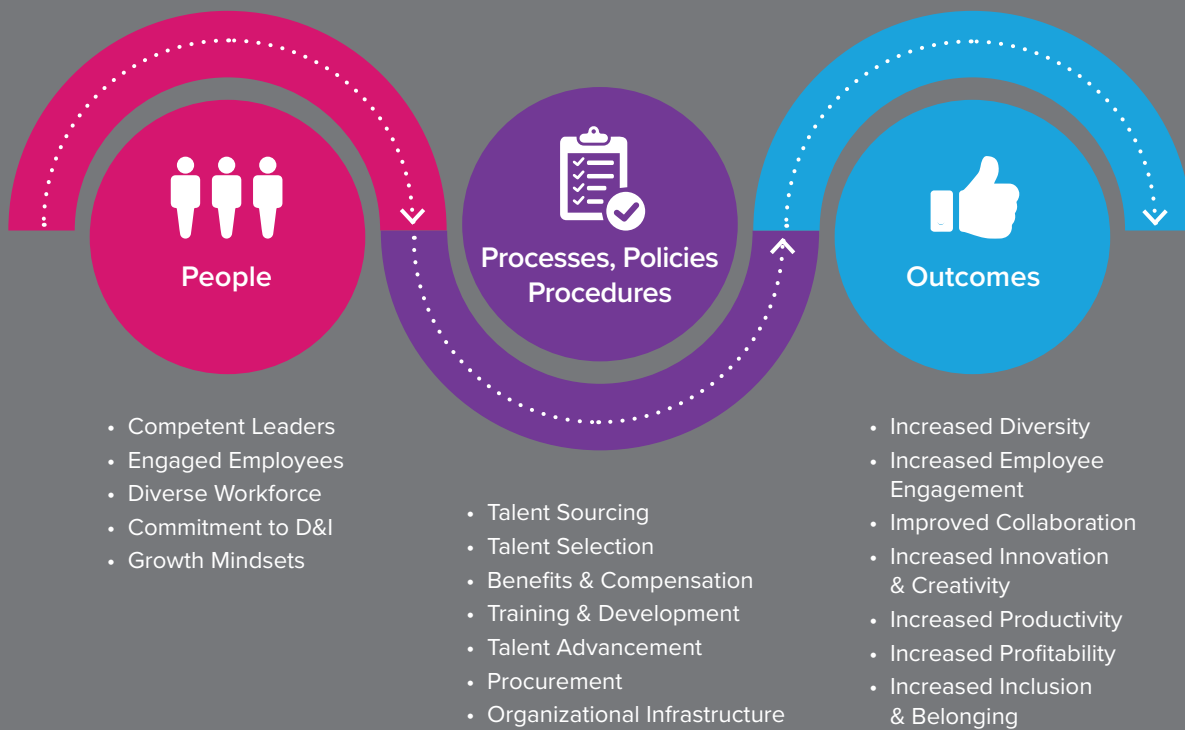 People
• Competent Leaders
• Engaged Employees
• Diverse Workforce
• Commitment to D&I
• Growth Mindsets
Processes, Policies
Procedures
• Talent Sourcing
• Talent Selection
• Benefits & Compensation
• Training & Development
• Talent Advancement
• Procurement
• Organizational Infrastructure
Outcomes
• Increased Diversity
• Increased Employee
Engagement
• Improved Collaboration
• Increased Innovation
& Creativity
• Increased Productivity
• Increased Profitability
• Increased Inclusion
& Belonging